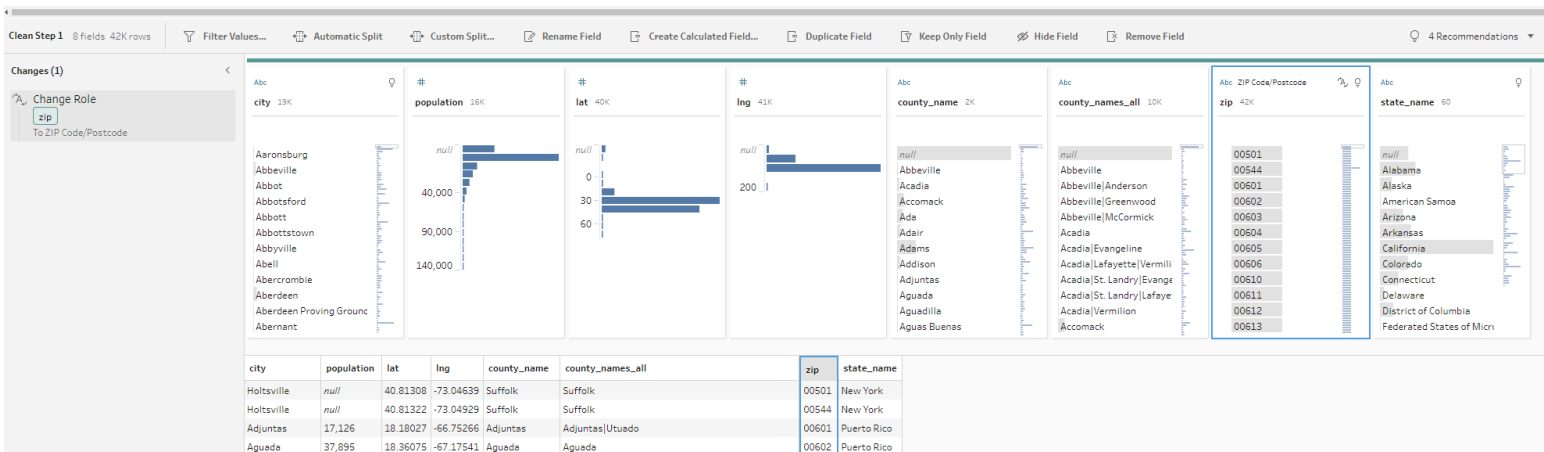 Clean Step 1 8 fields 42K rows Filter Values... Automatic Split Custom Split... Rename Field Create Calculated Field... Duplicate Field Keep Only Field Hide Field Remove Field 4 Recommendations
Changes (1)
Change Role
zip
To ZIP Code/Postcode
Abc
city 19K
Aaronsburg
Abbeville
Abbot
Abbotsford
Abbott
Abbottstown
Abbyville
Abell
Abercrombie
Aberdeen
Aberdeen Proving Grounc
Abernant
#
population 16K
null
40,000
90,000
140,000
#
lat 40K
null
0
30
60
#
lng 41K
null
200
Abc
county_name 2K
null
Abbeville
Acadia
Accomack
Ada
Adair
Adams
Addison
Adjuntas
Aguada
Aguadilla
Aguas Buenas
Abc
county_names_all 10K
null
Abbeville
Abbeville|Anderson
Abbeville|Greenwood
Abbeville|McCormick
Acadia
Acadia|Evangeline
Acadia|Lafayette|Vermili
Acadia|St. Landry|Evange
Acadia|St. Landry|Lafaye
Acadia|Vermilion
Accomack
Abc ZIP Code/Postcode
zip 42K
00501
00544
00601
00602
00603
00604
00605
00606
00610
00611
00612
00613
Abc
state_name 60
null
Alabama
Alaska
American Samoa
Arizona
Arkansas
California
Colorado
Connecticut
Delaware
District of Columbia
Federated States of Micro
city population lat lng county_name county_names_all zip state_name
Holtsville null 40.81308 -73.04639 Suffolk Suffolk 00501 New York
Holtsville null 40.81322 -73.04929 Suffolk Suffolk 00544 New York
Adjuntas 17,126 18.18027 -66.75266 Adjuntas Adjuntas|Utuado 00601 Puerto Rico
Aguada 37,895 18.36075 -67.17541 Aguada Aguada 00602 Puerto Rico